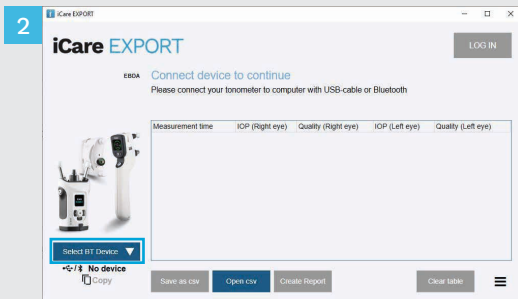 2
iCare EXPORT
iCare EXPORT
LOG IN
EBDA
Connect device to continue
Please connect your tonometer to computer with USB-cable or Bluetooth
Measurement time IOP (Right eye) Quality (Right eye) IOP (Left eye) Quality (Left eye)
Select BT Device
No device
Copy
Save as csv
Open csv
Create Report
Clear table